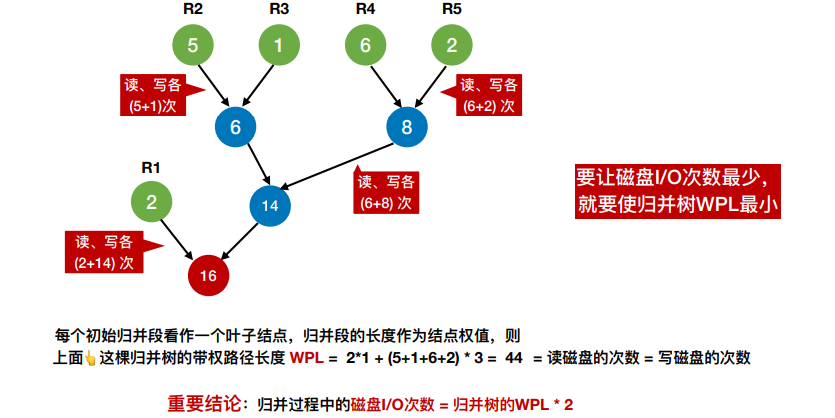 R2
R3
R4
R5
5
1
6
2
读、写各
(5+1)次
读、写各
(6+2) 次
6
8
R1
2
读、写各
(6+8) 次
14
要让磁盘I/O次数最少，
就要使归并树WPL最小
读、写各
(2+14) 次
16
每个初始归并段看作一个叶子结点，归并段的长度作为结点权值，则
上面👆这棵归并树的带权路径长度 WPL = 2*1 + (5+1+6+2) * 3 = 44 = 读磁盘的次数 = 写磁盘的次数
重要结论：归并过程中的磁盘I/O次数 = 归并树的WPL * 2